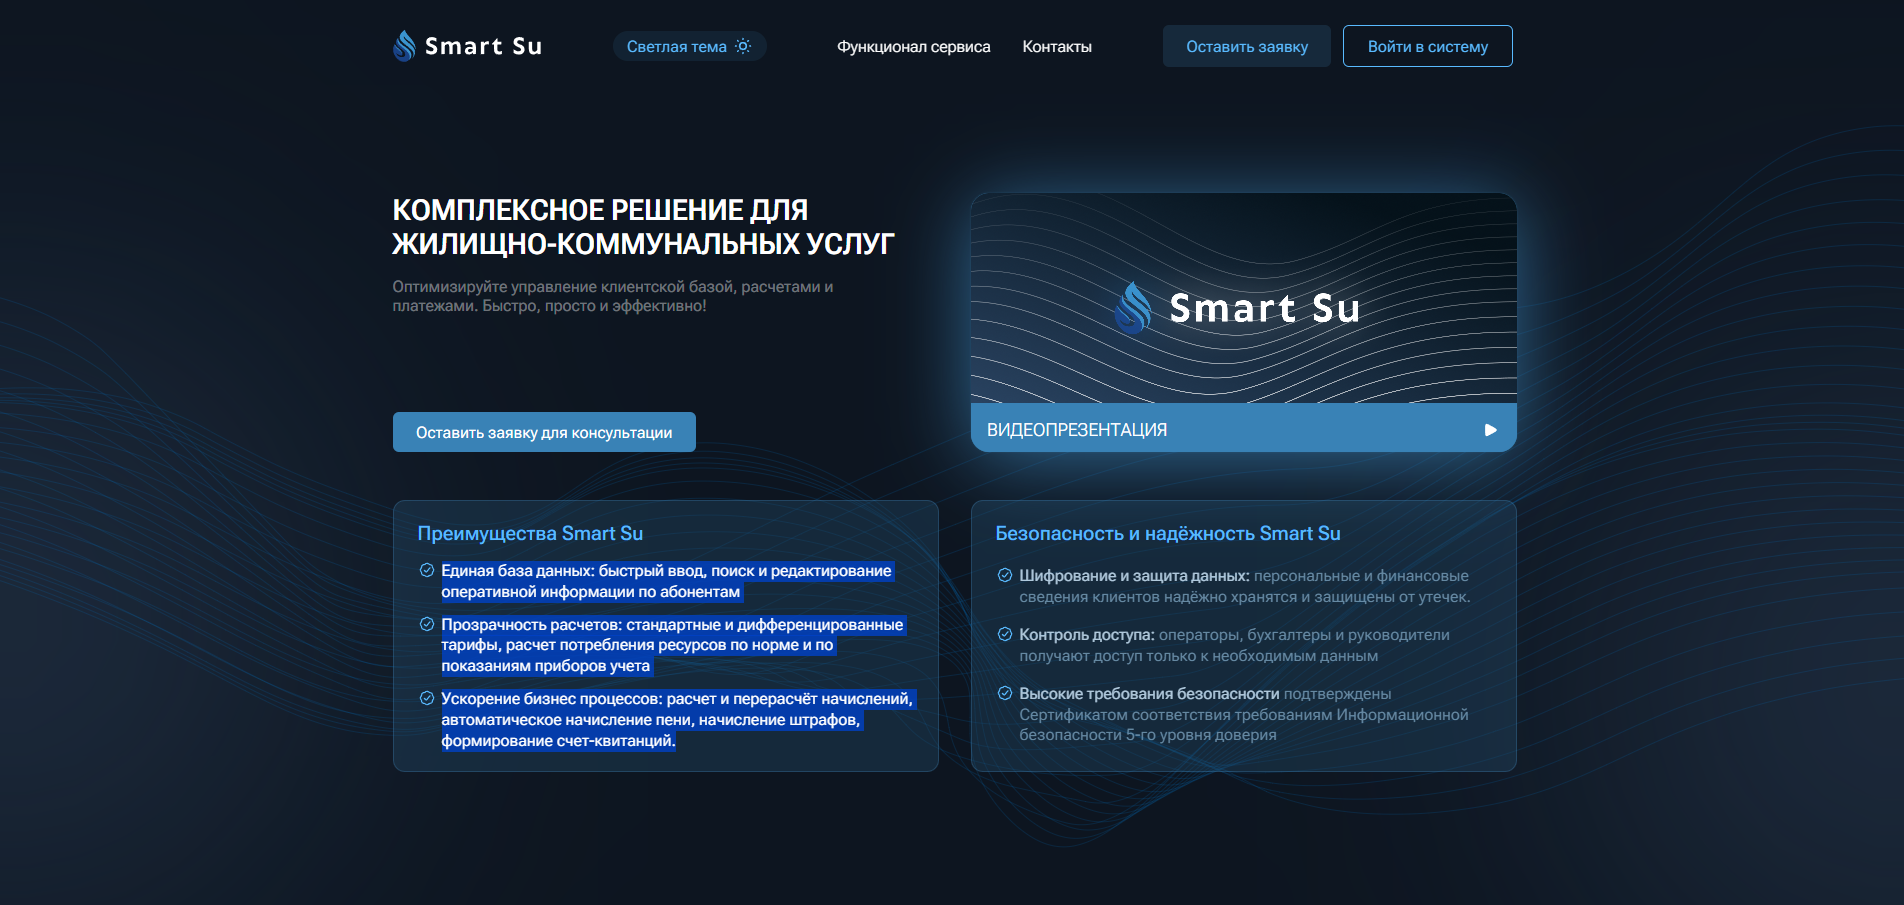 Smart Su
Светлая тема
Функционал сервиса
Контакты
Оставить заявку
Войти в систему
КОМПЛЕКСНОЕ РЕШЕНИЕ ДЛЯ
ЖИЛИЩНО-КОММУНАЛЬНЫХ УСЛУГ
Оптимизируйте управление клиентской базой, расчетами и
платежами. Быстро, просто и эффективно!
Оставить заявку для консультации
Smart Su
ВИДЕОПРЕЗЕНТАЦИЯ
Преимущества Smart Su
Единая база данных: быстрый ввод, поиск и редактирование
оперативной информации по абонентам
Прозрачность расчетов: стандартные и дифференцированные
тарифы, расчет потребления ресурсов по норме и по
показаниям приборов учета
Ускорение бизнес процессов: расчет и перерасчёт начислений,
автоматическое начисление пени, начисление штрафов,
формирование счет-квитанций.
Безопасность и надёжность Smart Su
Шифрование и защита данных: персональные и финансовые
сведения клиентов надёжно хранятся и защищены от утечек.
Контроль доступа: операторы, бухгалтеры и руководители
получают доступ только к необходимым данным
Высокие требования безопасности подтверждены
Сертификатом соответствия требованиям Информационной
безопасности 5-го уровня доверия